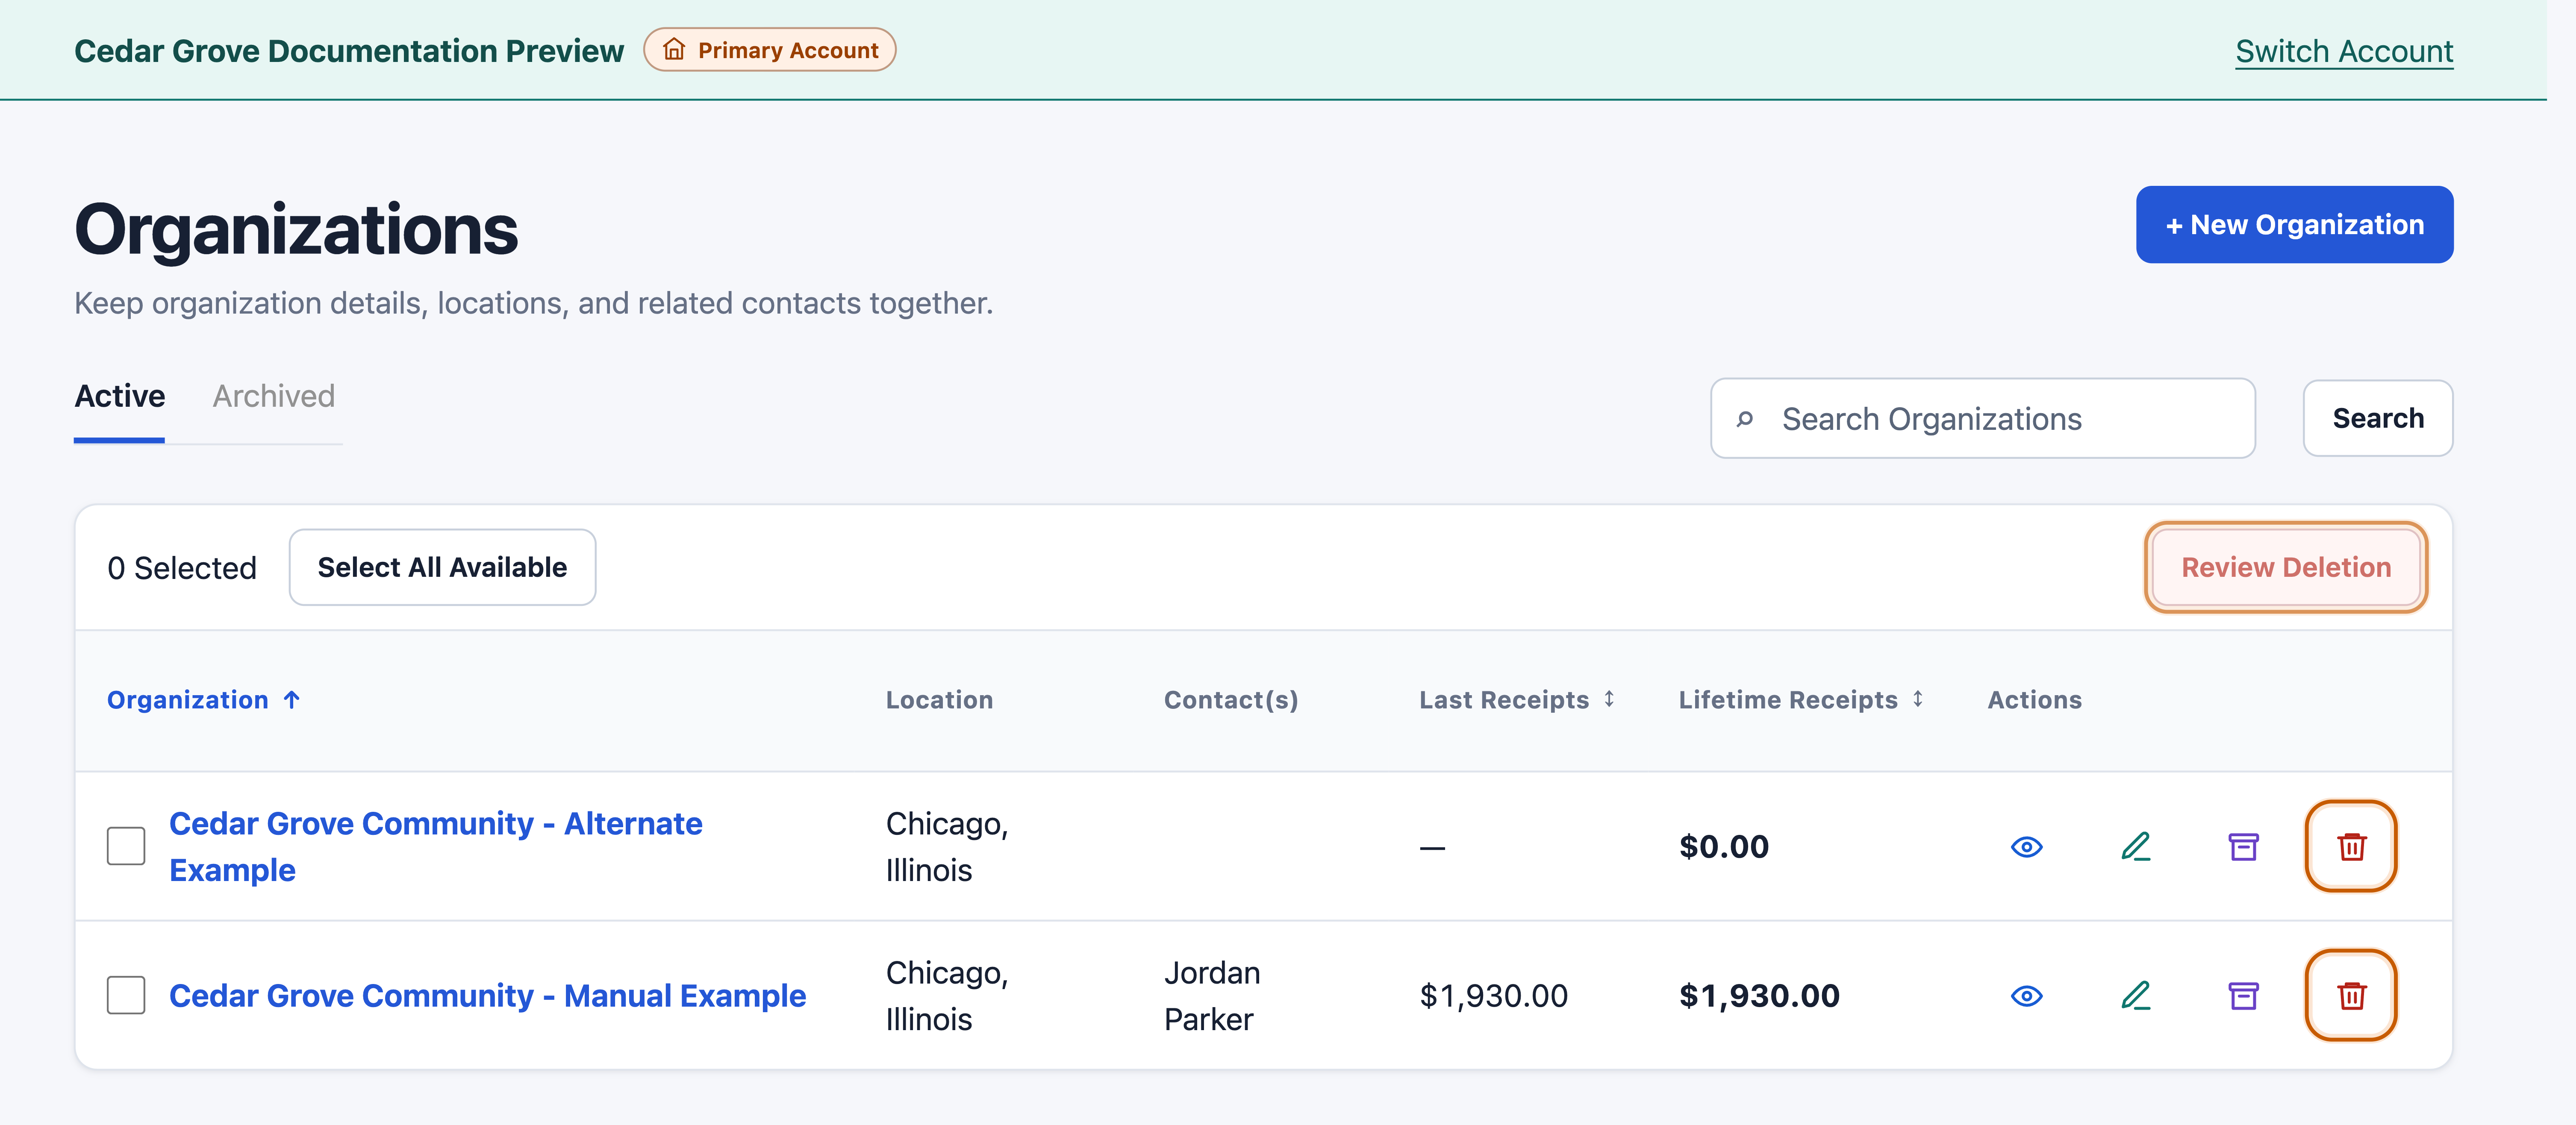 Cedar Grove Documentation Preview
Primary Account
Switch Account
Organizations
+ New Organization
Keep organization details, locations, and related contacts together.
Active
Archived
Search Organizations
Search
0 Selected
Select All Available
Review Deletion
Organization ↑
Location
Contact(s)
Last Receipts ↕
Lifetime Receipts ↕
Actions
Cedar Grove Community - Alternate
Example
Chicago,
Illinois
—
$0.00
Cedar Grove Community - Manual Example
Chicago,
Illinois
Jordan
Parker
$1,930.00
$1,930.00